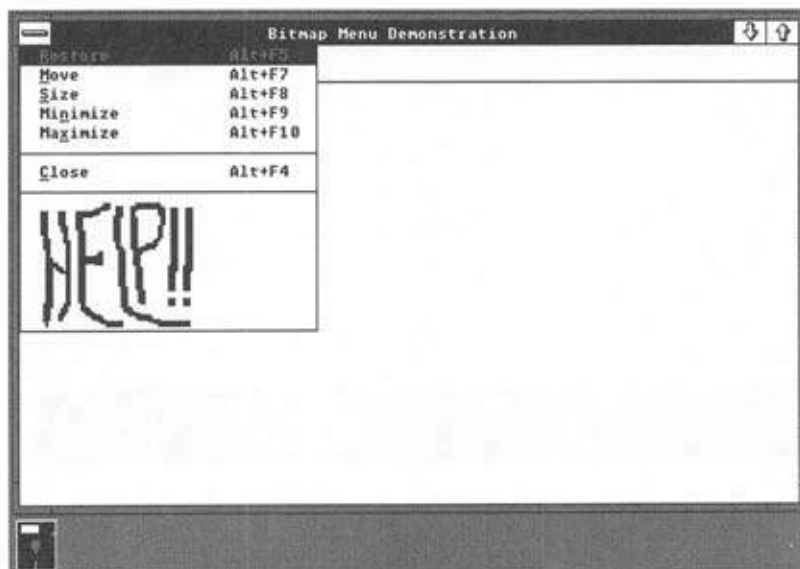 Bitmap Menu Demonstration
Restore Alt+F5
Move Alt+F7
Size Alt+F8
Minimize Alt+F9
Maximize Alt+F10
Close Alt+F4
HELP!!